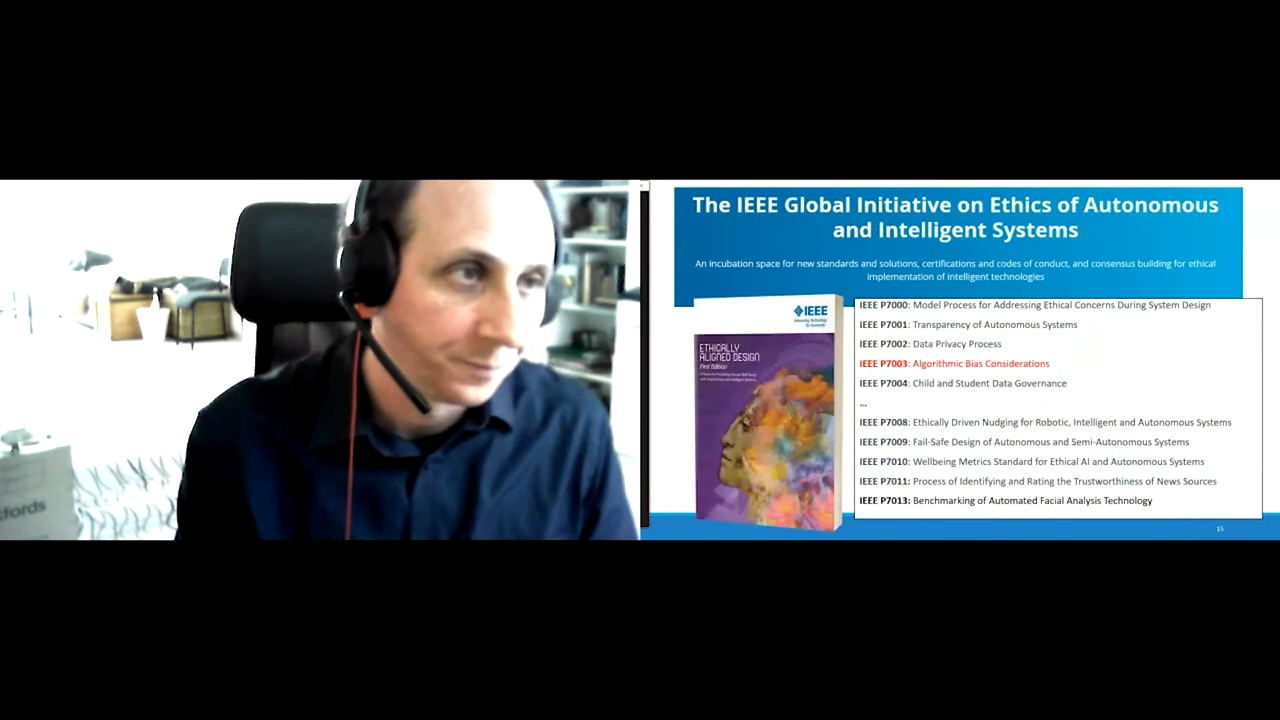 fords
The IEEE Global Initiative on Ethics of Autonomous
and Intelligent Systems
An incubation space for new standards and solutions, certifications and codes of conduct, and consensus building for ethical
implementation of intelligent technologies
IEEE
Advancing Technology
for Humanity
ETHICALLY
ALIGNED DESIGN
First Edition
IEEE P7000: Model Process for Addressing Ethical Concerns During System Design
IEEE P7001: Transparency of Autonomous Systems
IEEE P7002: Data Privacy Process
IEEE P7003: Algorithmic Bias Considerations
IEEE P7004: Child and Student Data Governance
...
IEEE P7008: Ethically Driven Nudging for Robotic, Intelligent and Autonomous Systems
IEEE P7009: Fail-Safe Design of Autonomous and Semi-Autonomous Systems
IEEE P7010: Wellbeing Metrics Standard for Ethical AI and Autonomous Systems
IEEE P7011: Process of Identifying and Rating the Trustworthiness of News Sources
IEEE P7013: Benchmarking of Automated Facial Analysis Technology
15